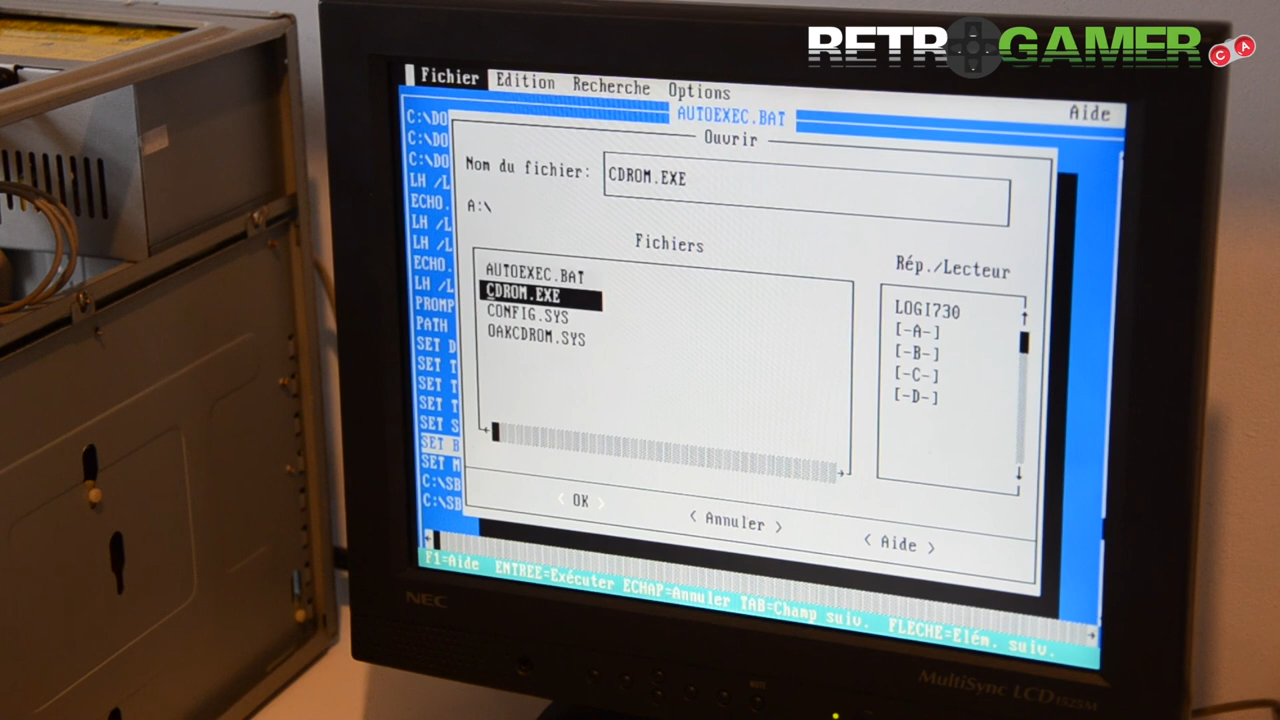 RETROGAMER CA
Fichier Edition Recherche Options Aide
AUTOEXEC.BAT
Ouvrir
Nom du fichier: CDROM.EXE
A:\
Fichiers
AUTOEXEC.BAT
CDROM.EXE
CONFIG.SYS
OAKCDROM.SYS
Rép./Lecteur
LOGI730
[-A-]
[-B-]
[-C-]
[-D-]
< OK >
< Annuler >
< Aide >
C:\DO
C:\DO
C:\DO
LH /L
ECHO.
LH /L
LH /L
ECHO.
LH /L
PROMP
PATH
SET D
SET T
SET T
SET T
SET S
SET B
SET M
C:\SB
C:\SB
F1=Aide ENTREE=Exécuter ECHAP=Annuler TAB=Champ suiv. FLECHE=Elém. suiv.
NEC
MultiSync LCD1525M
MUTE